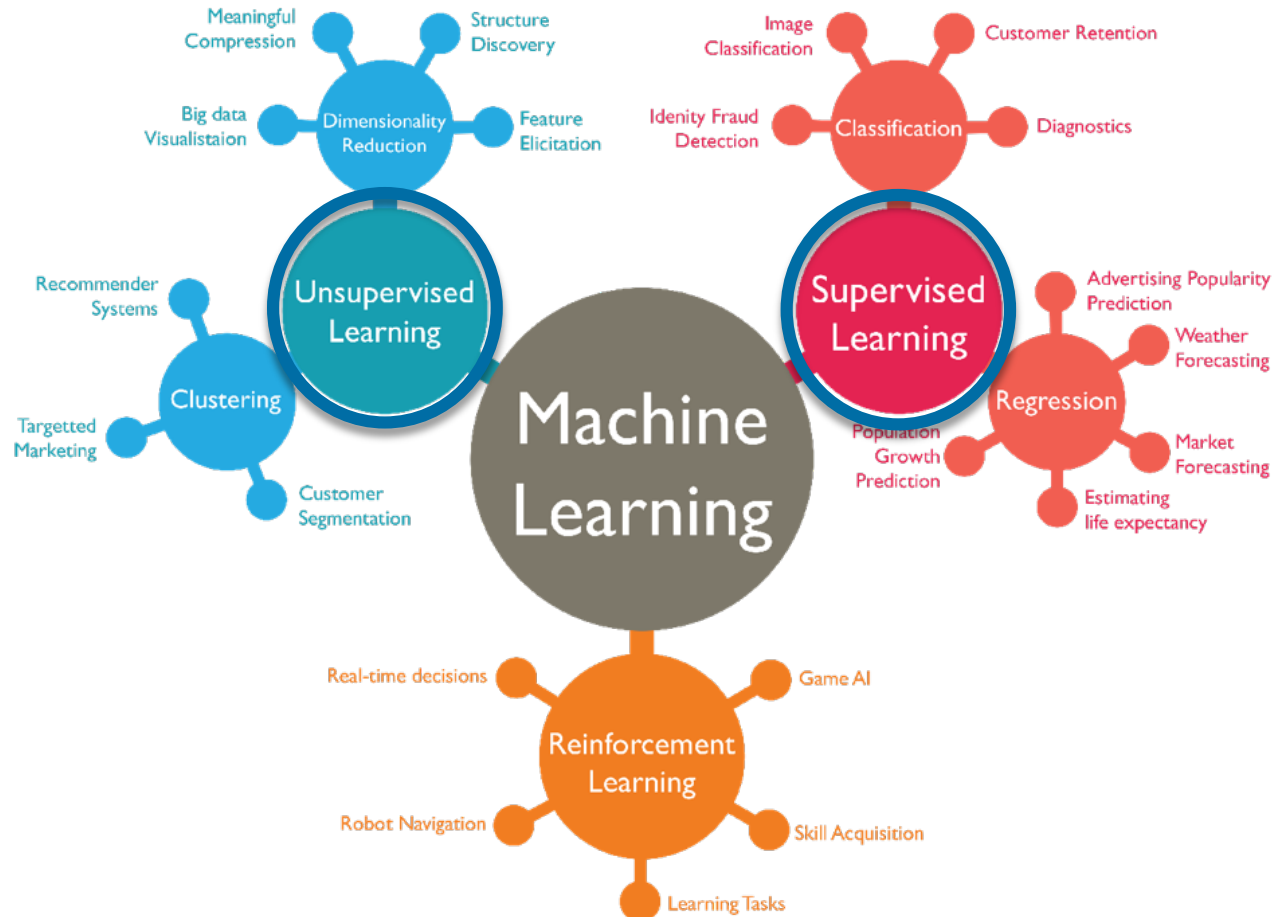 Meaningful
Compression
Structure
Discovery
Big data
Visualistaion
Dimensionality
Reduction
Feature
Elicitation
Image
Classification
Customer Retention
Idenity Fraud
Detection
Classification
Diagnostics
Recommender
Systems
Unsupervised
Learning
Clustering
Targetted
Marketing
Customer
Segmentation
Supervised
Learning
Advertising Popularity
Prediction
Weather
Forecasting
Regression
Population
Growth
Prediction
Market
Forecasting
Estimating
life expectancy
Machine
Learning
Real-time decisions
Game AI
Reinforcement
Learning
Robot Navigation
Skill Acquisition
Learning Tasks